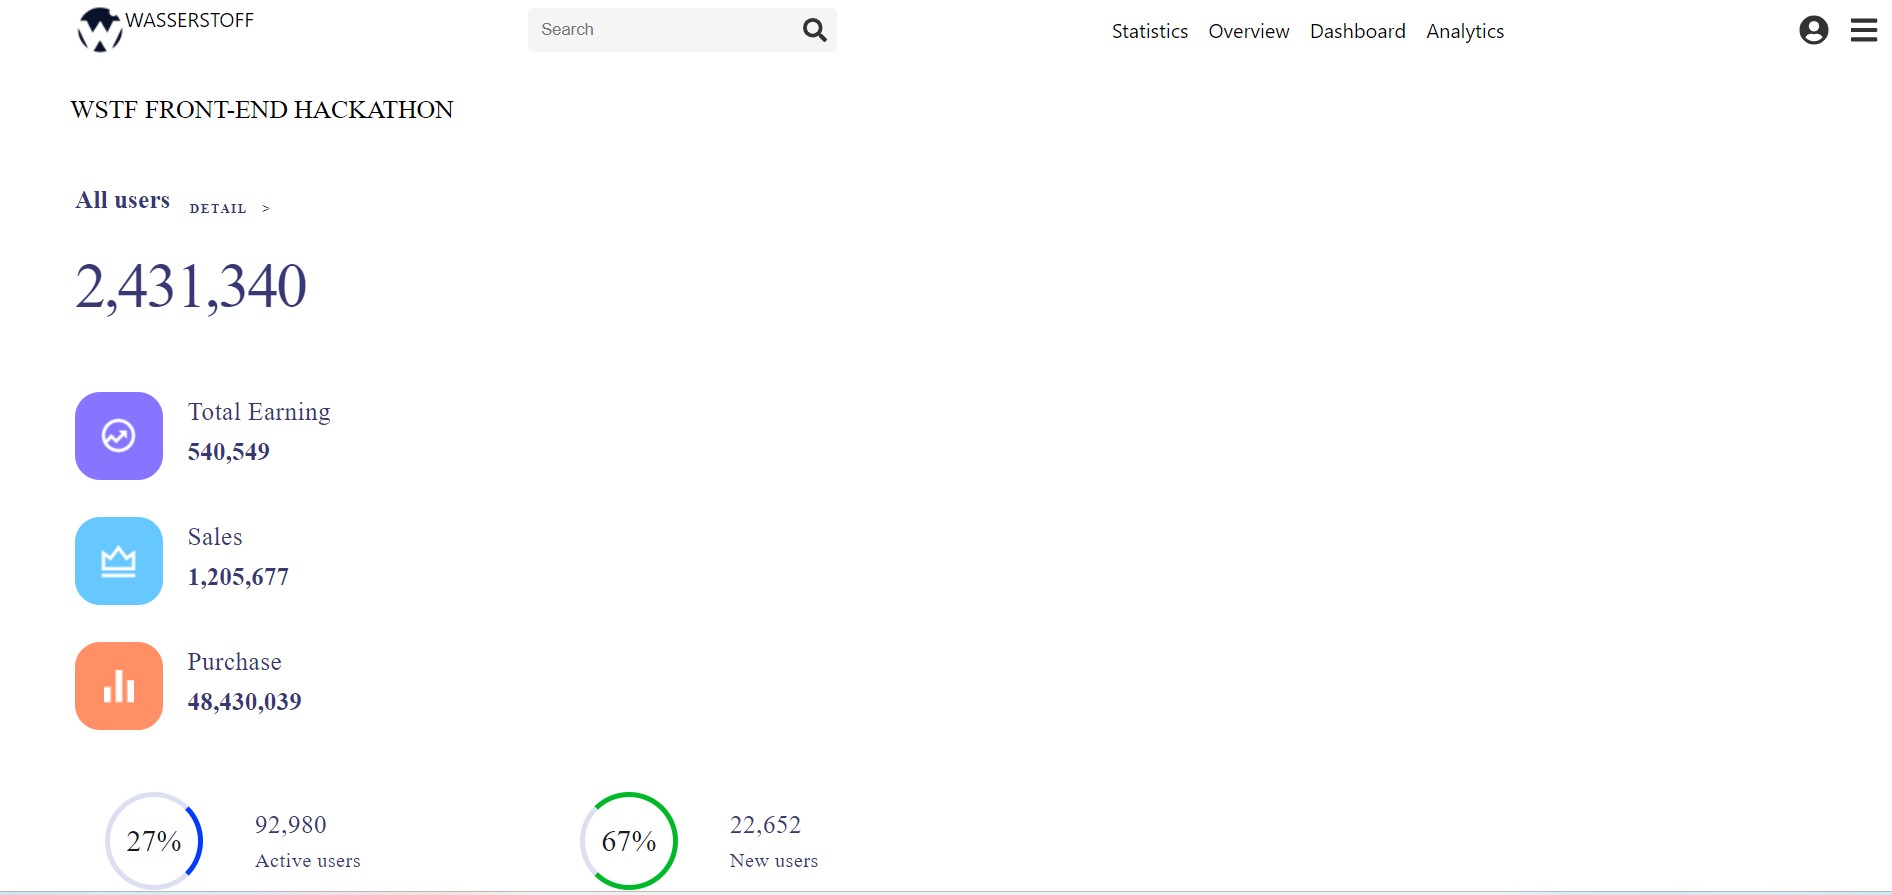 WASSERSTOFF
Search
Statistics Overview Dashboard Analytics
WSTF FRONT-END HACKATHON
All users DETAIL >
2,431,340
Total Earning
540,549
Sales
1,205,677
Purchase
48,430,039
27%
92,980
Active users
67%
22,652
New users